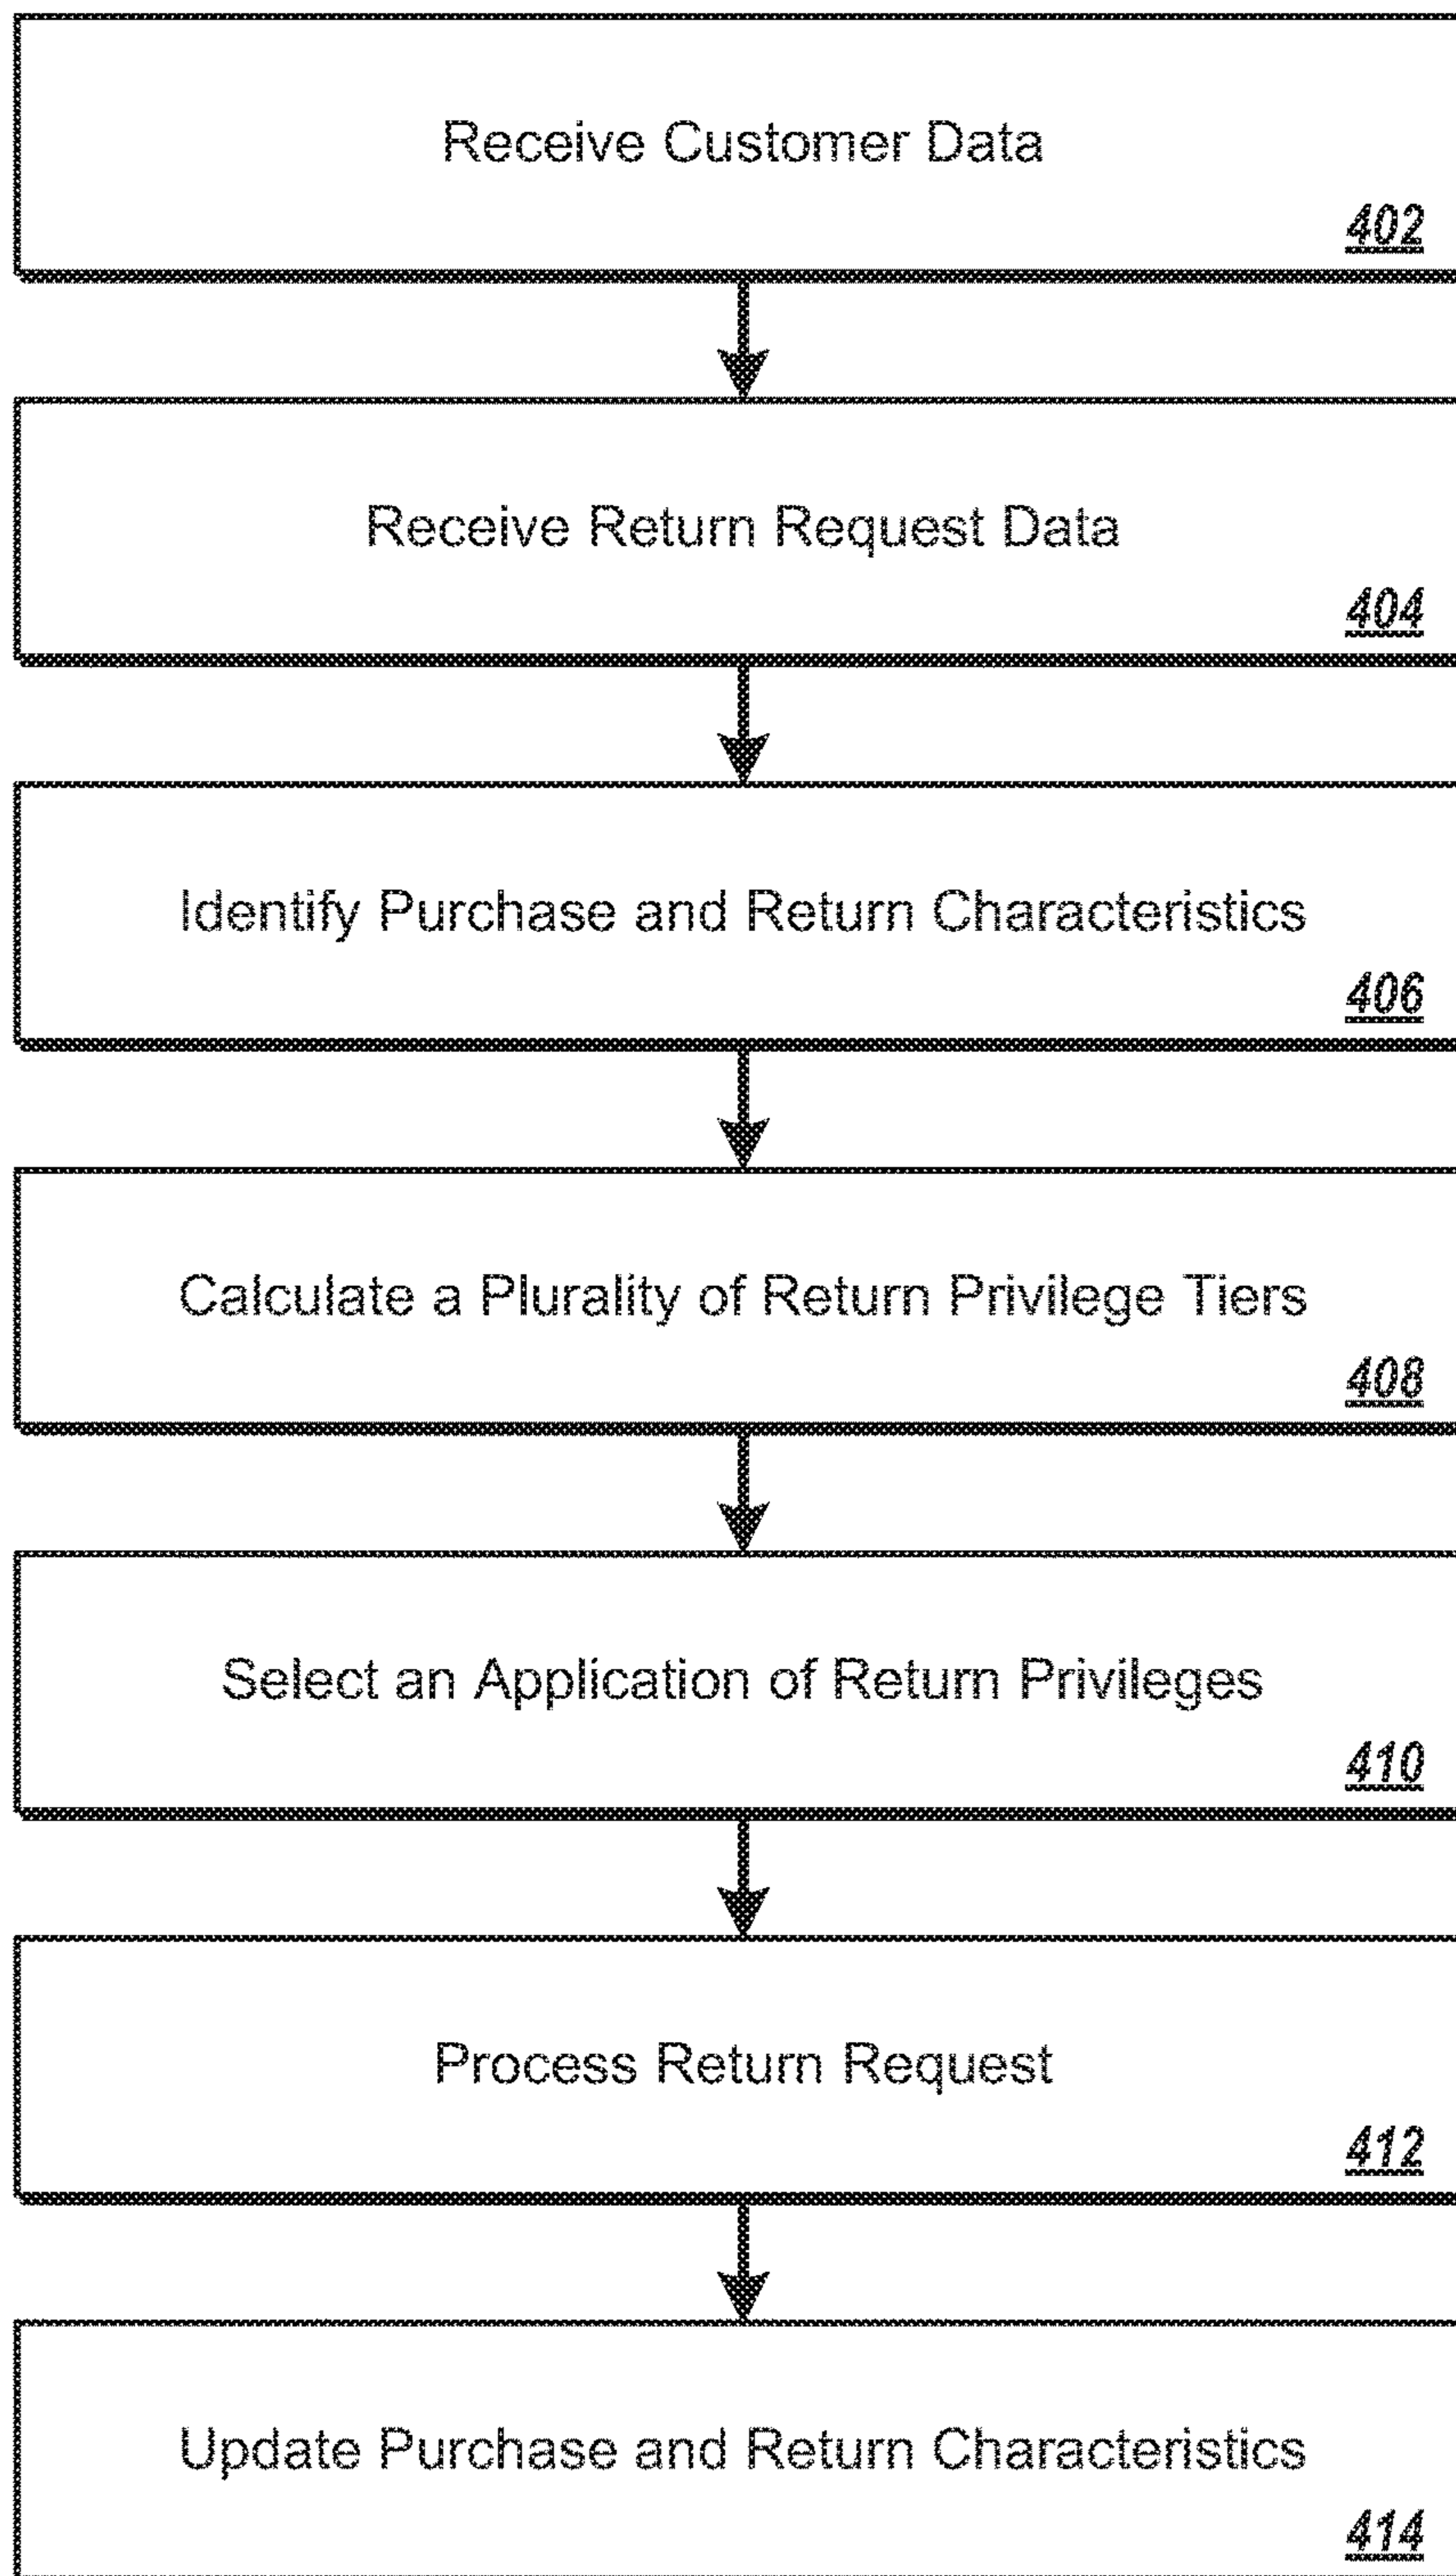 Receive Customer Data
402
Receive Return Request Data
404
Identify Purchase and Return Characteristics
406
Calculate a Plurality of Return Privilege Tiers
408
Select an Application of Return Privileges
410
Process Return Request
412
Update Purchase and Return Characteristics
414